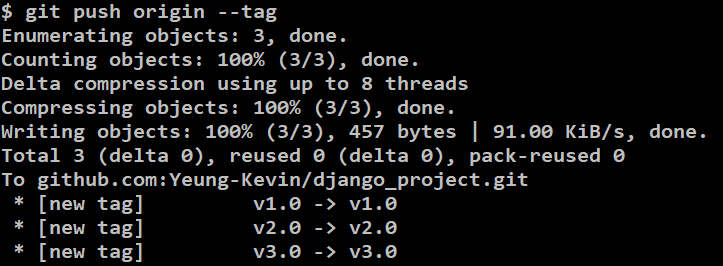 $ git push origin --tag
Enumerating objects: 3, done.
Counting objects: 100% (3/3), done.
Delta compression using up to 8 threads
Compressing objects: 100% (3/3), done.
Writing objects: 100% (3/3), 457 bytes | 91.00 KiB/s, done.
Total 3 (delta 0), reused 0 (delta 0), pack-reused 0
To github.com:Yeung-Kevin/django_project.git
 * [new tag]         v1.0 -> v1.0
 * [new tag]         v2.0 -> v2.0
 * [new tag]         v3.0 -> v3.0